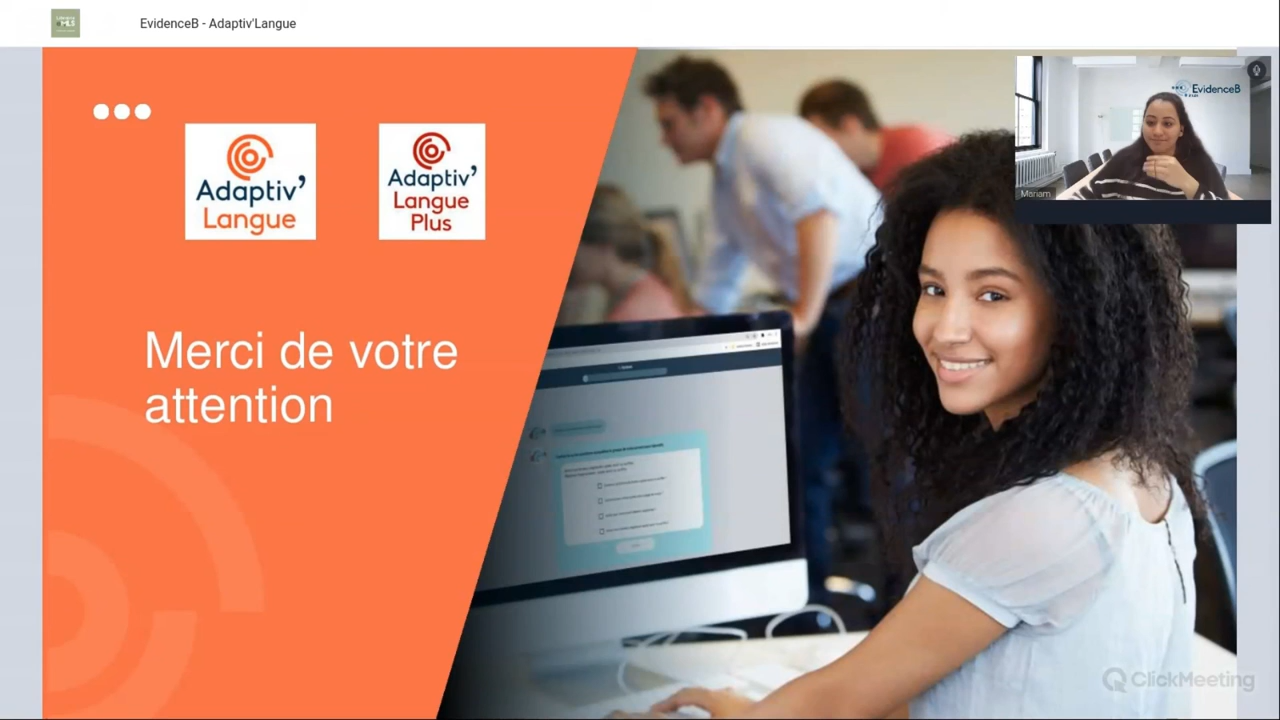 EvidenceB - Adaptiv'Langue
EvidenceB
Mariam
Adaptiv'
Langue
Adaptiv'
Langue
Plus
Merci de votre
attention
ClickMeeting